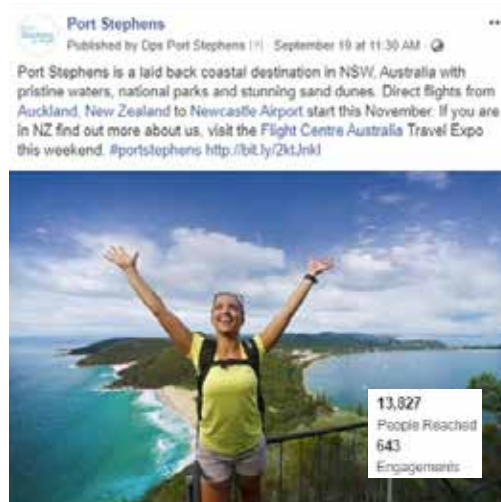 Port Stephens
Published by Dps Port Stephens [?] · September 19 at 11:30 AM ·
Port Stephens is a laid back coastal destination in NSW, Australia with
pristine waters, national parks and stunning sand dunes. Direct flights from
Auckland, New Zealand to Newcastle Airport start this November. If you are
in NZ find out more about us, visit the Flight Centre Australia Travel Expo
this weekend. #portstephens http://bit.ly/2ktJnkI
13,827
People Reached
643
Engagements